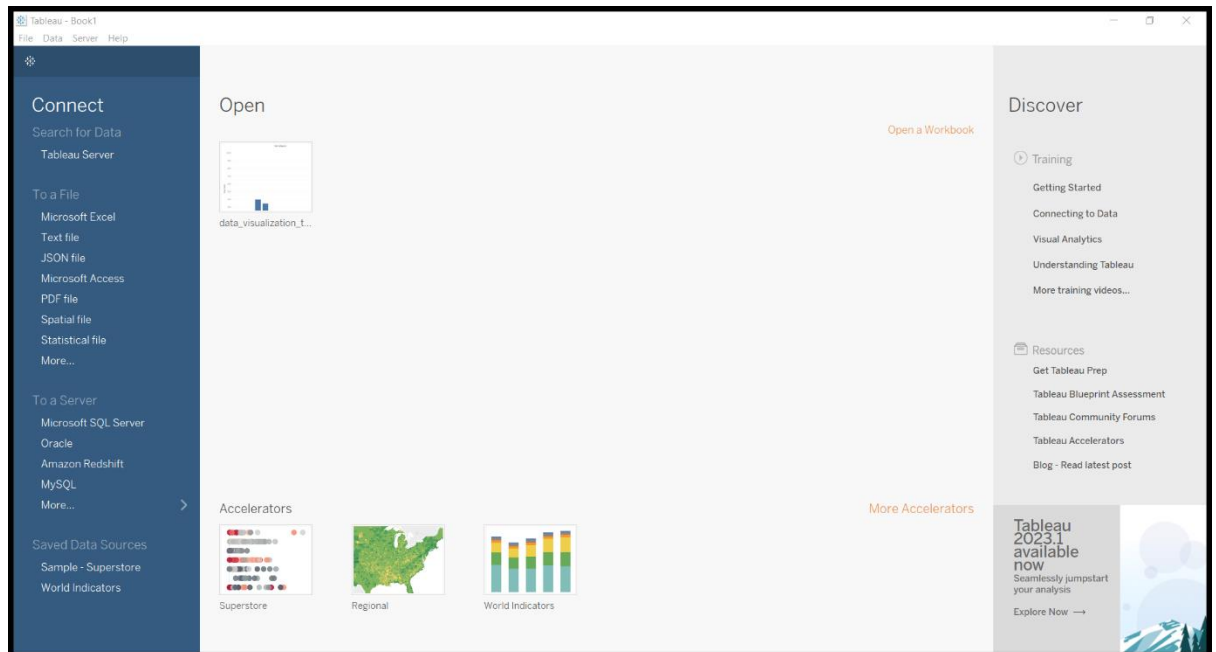 Tableau - Book1
File Data Server Help
Connect
Search for Data
Tableau Server
To a File
Microsoft Excel
Text file
JSON file
Microsoft Access
PDF file
Spatial file
Statistical file
More...
To a Server
Microsoft SQL Server
Oracle
Amazon Redshift
MySQL
More...
Saved Data Sources
Sample - Superstore
World Indicators
Open
Open a Workbook
data_visualization_t...
Accelerators
More Accelerators
Superstore
Regional
World Indicators
Discover
Training
Getting Started
Connecting to Data
Visual Analytics
Understanding Tableau
More training videos...
Resources
Get Tableau Prep
Tableau Blueprint Assessment
Tableau Community Forums
Tableau Accelerators
Blog - Read latest post
Tableau
2023.1
available
now
Seamlessly jumpstart
your analysis
Explore Now →